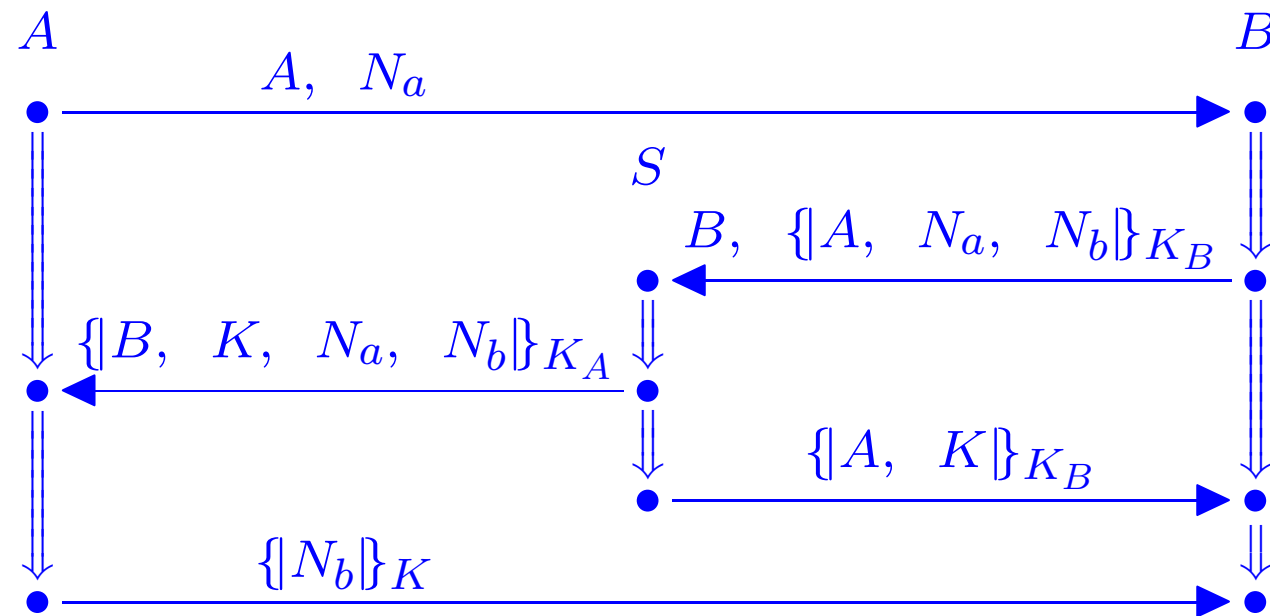 A B
A, N_a
S
B, {|A, N_a, N_b|}_{K_B}
{|B, K, N_a, N_b|}_{K_A}
{|A, K|}_{K_B}
{|N_b|}_K